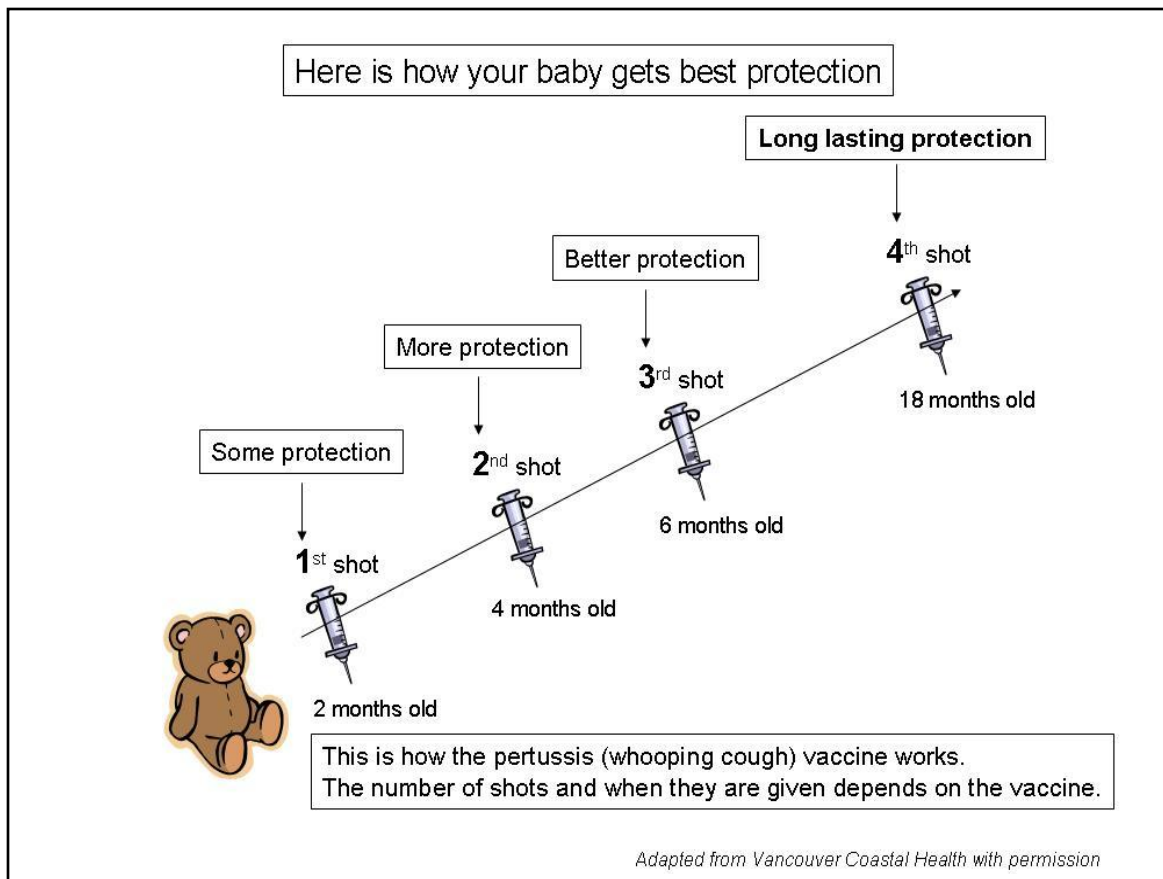 Here is how your baby gets best protection
Long lasting protection
4th shot
18 months old
Better protection
3rd shot
6 months old
More protection
2nd shot
4 months old
Some protection
1st shot
2 months old
This is how the pertussis (whooping cough) vaccine works.
The number of shots and when they are given depends on the vaccine.
Adapted from Vancouver Coastal Health with permission